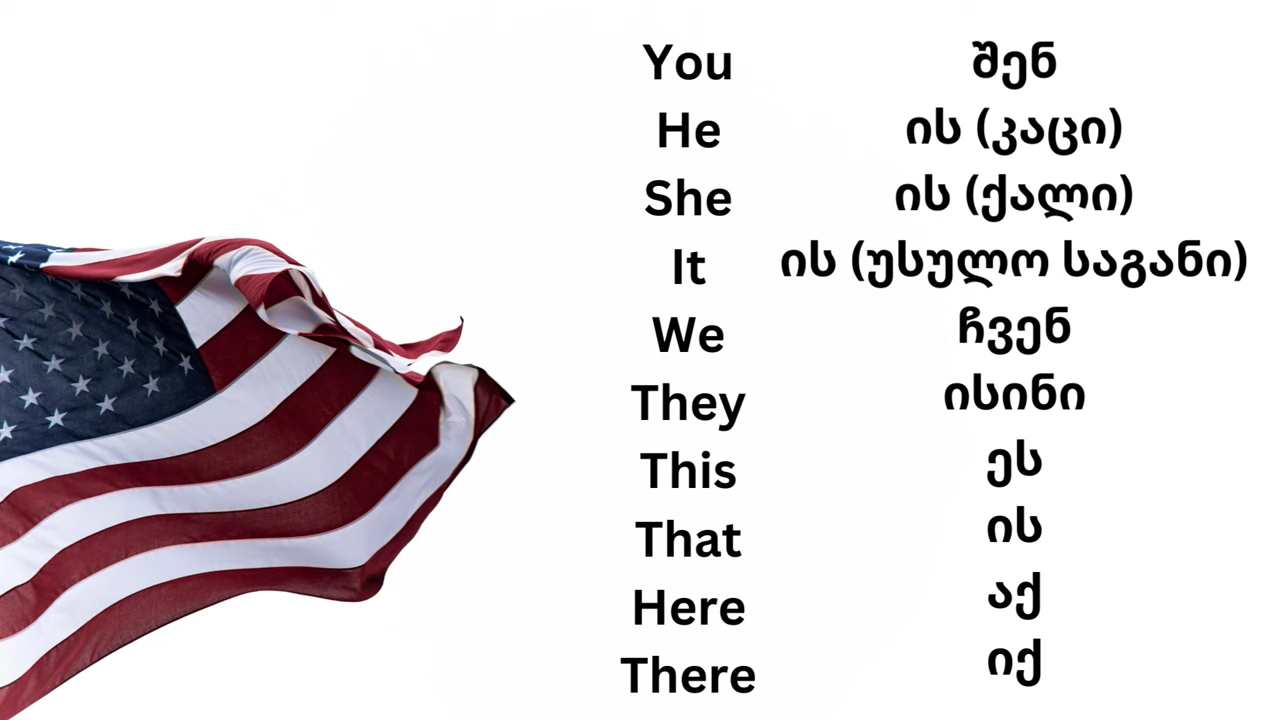 You შენ
He ის (კაცი)
She ის (ქალი)
It ის (უსულო საგანი)
We ჩვენ
They ისინი
This ეს
That ის
Here აქ
There იქ